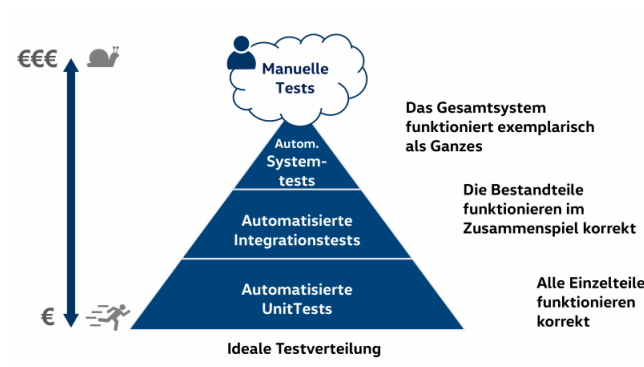 €€€
Manuelle
Tests
Das Gesamtsystem
funktioniert exemplarisch
als Ganzes
Autom.
System-
tests
Die Bestandteile
funktionieren im
Zusammenspiel korrekt
Automatisierte
Integrationstests
Alle Einzelteile
funktionieren
korrekt
Automatisierte
UnitTests
€
Ideale Testverteilung